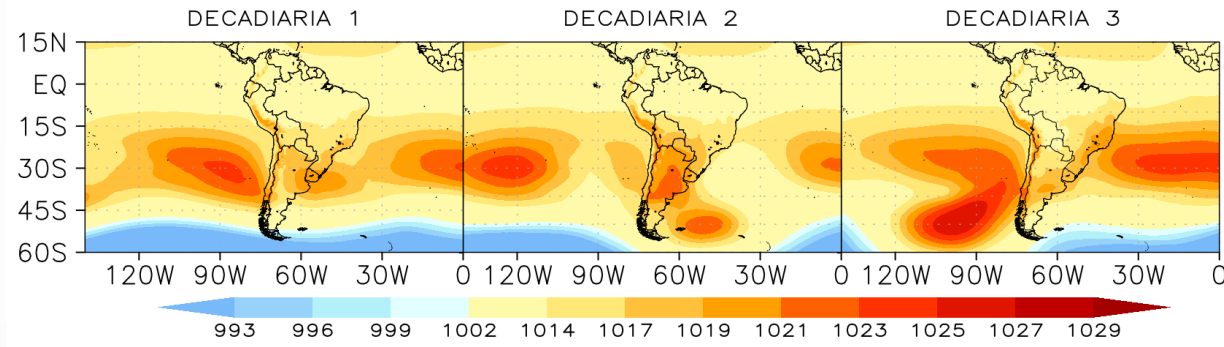 DECADIARIA 1 DECADIARIA 2 DECADIARIA 3
15N
EQ
15S
30S
45S
60S
120W 90W 60W 30W 0 120W 90W 60W 30W 0 120W 90W 60W 30W 0
993 996 999 1002 1014 1017 1019 1021 1023 1025 1027 1029